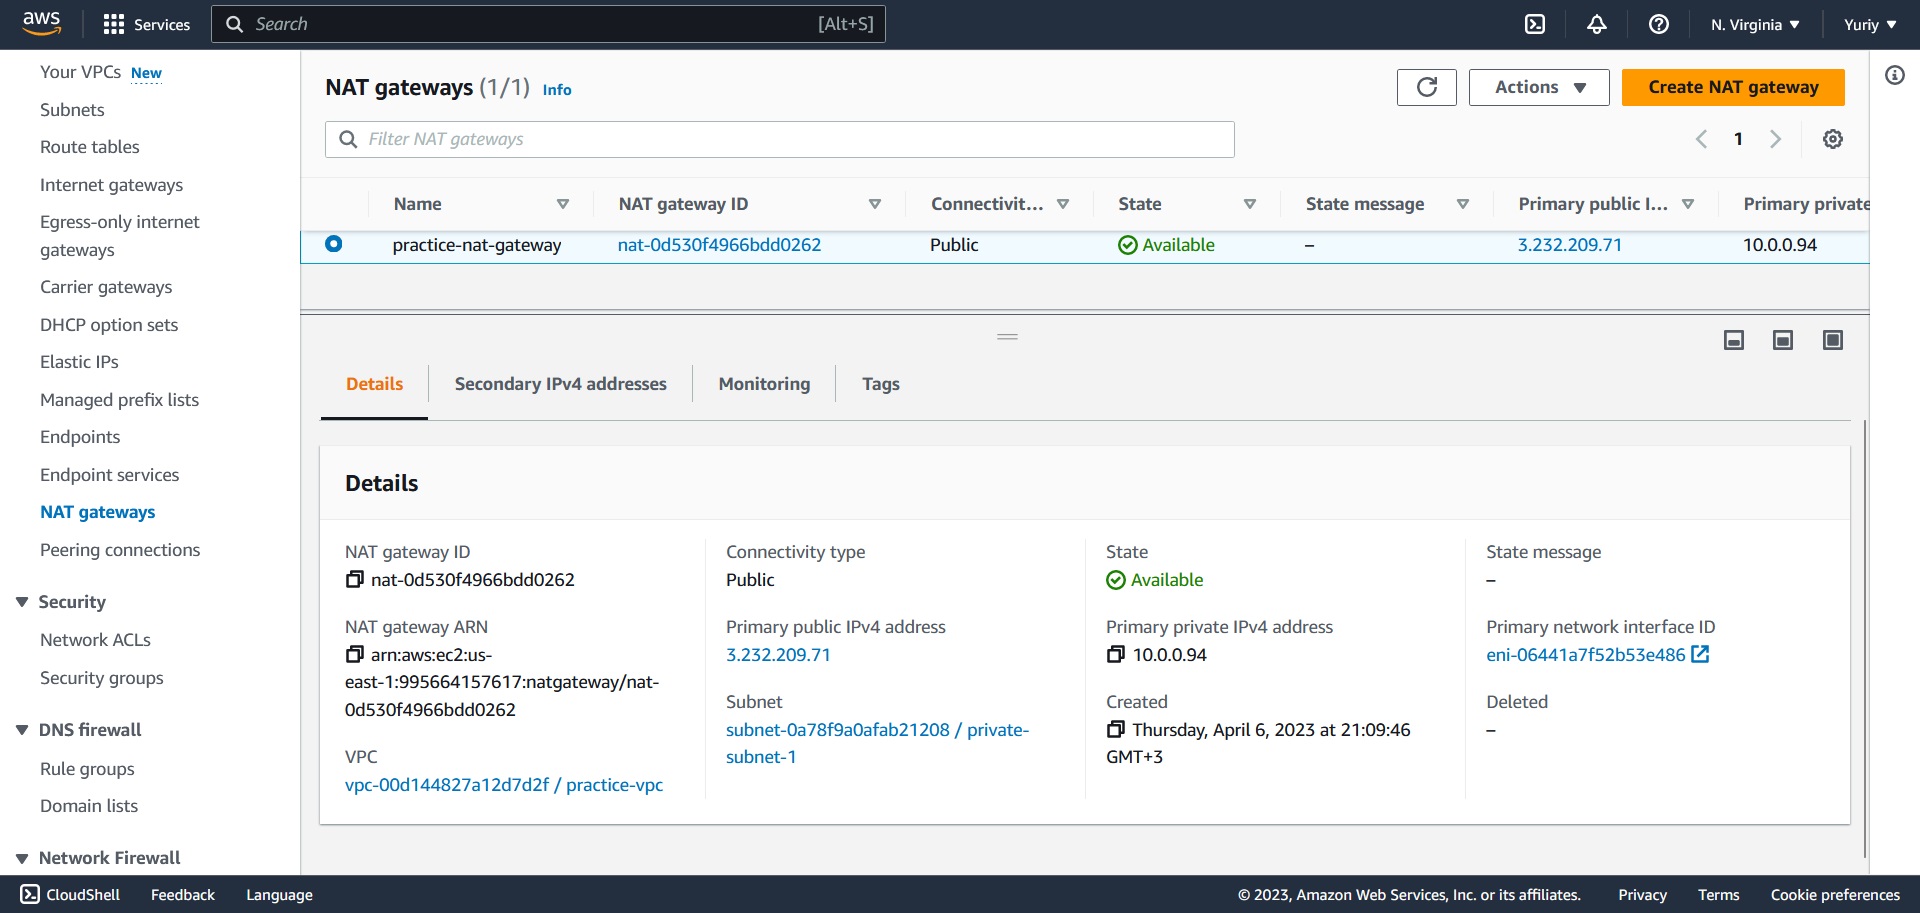 aws
Services
Search
[Alt+S]
N. Virginia
Yuriy
Your VPCs New
Subnets
Route tables
Internet gateways
Egress-only internet
gateways
Carrier gateways
DHCP option sets
Elastic IPs
Managed prefix lists
Endpoints
Endpoint services
NAT gateways
Peering connections
Security
Network ACLs
Security groups
DNS firewall
Rule groups
Domain lists
Network Firewall
NAT gateways (1/1) Info
Actions
Create NAT gateway
Filter NAT gateways
1
Name NAT gateway ID Connectivit... State State message Primary public I... Primary private
practice-nat-gateway nat-0d530f4966bdd0262 Public Available – 3.232.209.71 10.0.0.94
Details Secondary IPv4 addresses Monitoring Tags
Details
NAT gateway ID
nat-0d530f4966bdd0262
NAT gateway ARN
arn:aws:ec2:us-
east-1:995664157617:natgateway/nat-
0d530f4966bdd0262
VPC
vpc-00d144827a12d7d2f / practice-vpc
Connectivity type
Public
Primary public IPv4 address
3.232.209.71
Subnet
subnet-0a78f9a0afab21208 / private-
subnet-1
State
Available
Primary private IPv4 address
10.0.0.94
Created
Thursday, April 6, 2023 at 21:09:46
GMT+3
State message
–
Primary network interface ID
eni-06441a7f52b53e486
Deleted
–
CloudShell Feedback Language
© 2023, Amazon Web Services, Inc. or its affiliates. Privacy Terms Cookie preferences